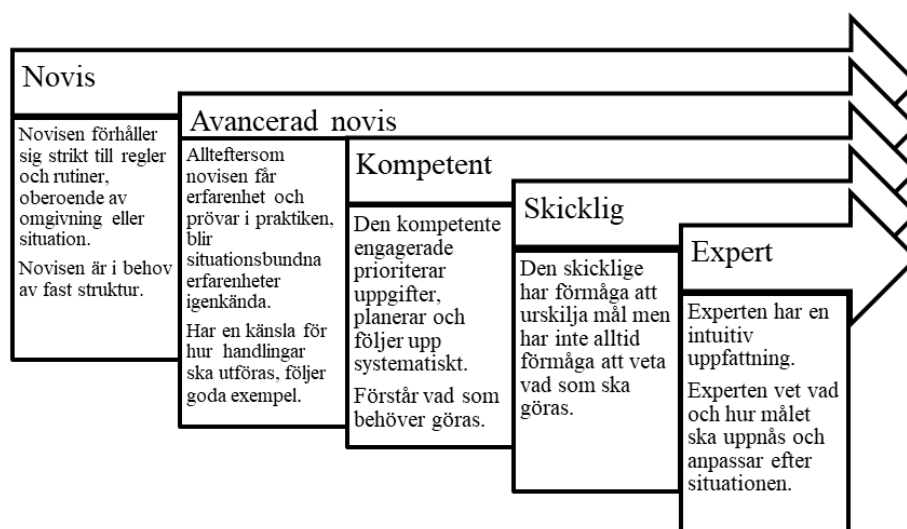 Novis
Novisen förhåller
sig strikt till regler
och rutiner,
oberoende av
omgivning eller
situation.
Novisen är i behov
av fast struktur.
Avancerad novis
Allteftersom
novisen får
erfarenhet och
prövar i praktiken,
blir
situationsbundna
erfarenheter
igenkända.
Har en känsla för
hur handlingar
ska utföras, följer
goda exempel.
Kompetent
Den kompetente
engagerade
prioriterar
uppgifter,
planerar och
följer upp
systematiskt.
Förstår vad som
behöver göras.
Skicklig
Den skicklige
har förmåga att
urskilja mål men
har inte alltid
förmåga att veta
vad som ska
göras.
Expert
Experten har en
intuitiv
uppfattning.
Experten vet vad
och hur målet
ska uppnås och
anpassar efter
situationen.